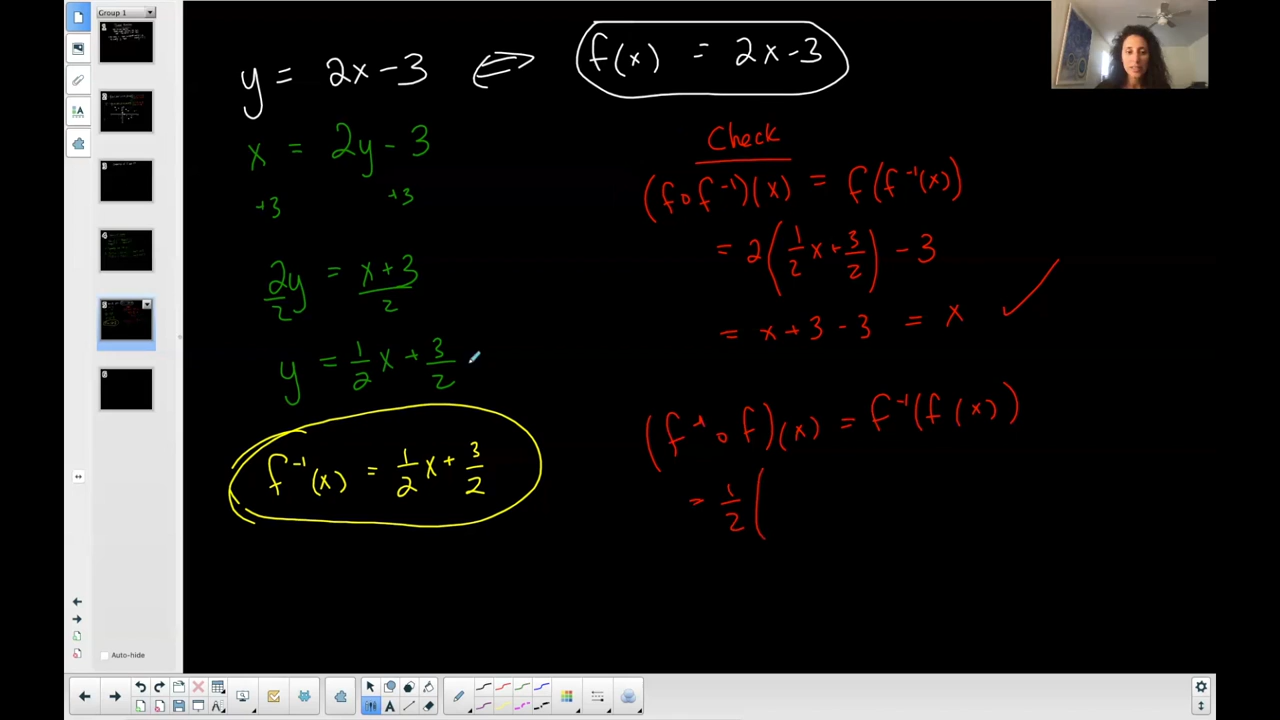 Group 1
y = 2x-3 ⟺ f(x) = 2x-3
x = 2y - 3
+3 +3
2y/2 = x+3/2
y = 1/2 x + 3/2
f⁻¹(x) = 1/2 x + 3/2
Check
(f∘f⁻¹)(x) = f(f⁻¹(x))
= 2(1/2 x + 3/2) - 3
= x + 3 - 3 = x ✓
(f⁻¹∘f)(x) = f⁻¹(f(x))
= 1/2(
Auto-hide